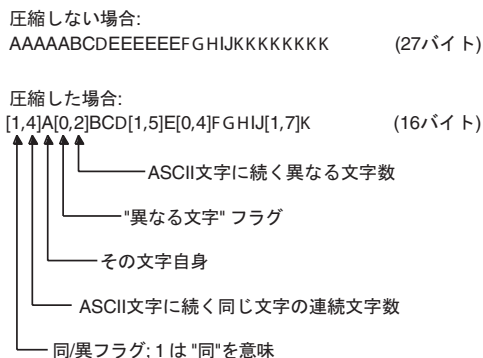 圧縮しない場合:
AAAAABCDEEEEEEFGHIJKKKKKKKK (27バイト)
圧縮した場合:
[1,4]A[0,2]BCD[1,5]E[0,4]FGHIJ[1,7]K (16バイト)
ASCII文字に続く異なる文字数
"異なる文字" フラグ
その文字自身
ASCII文字に続く同じ文字の連続文字数
同/異フラグ; 1 は "同"を意味